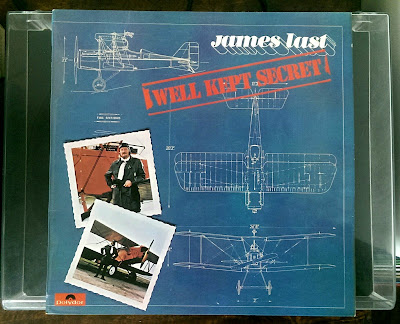 james last
WELL KEPT SECRET
Polydor